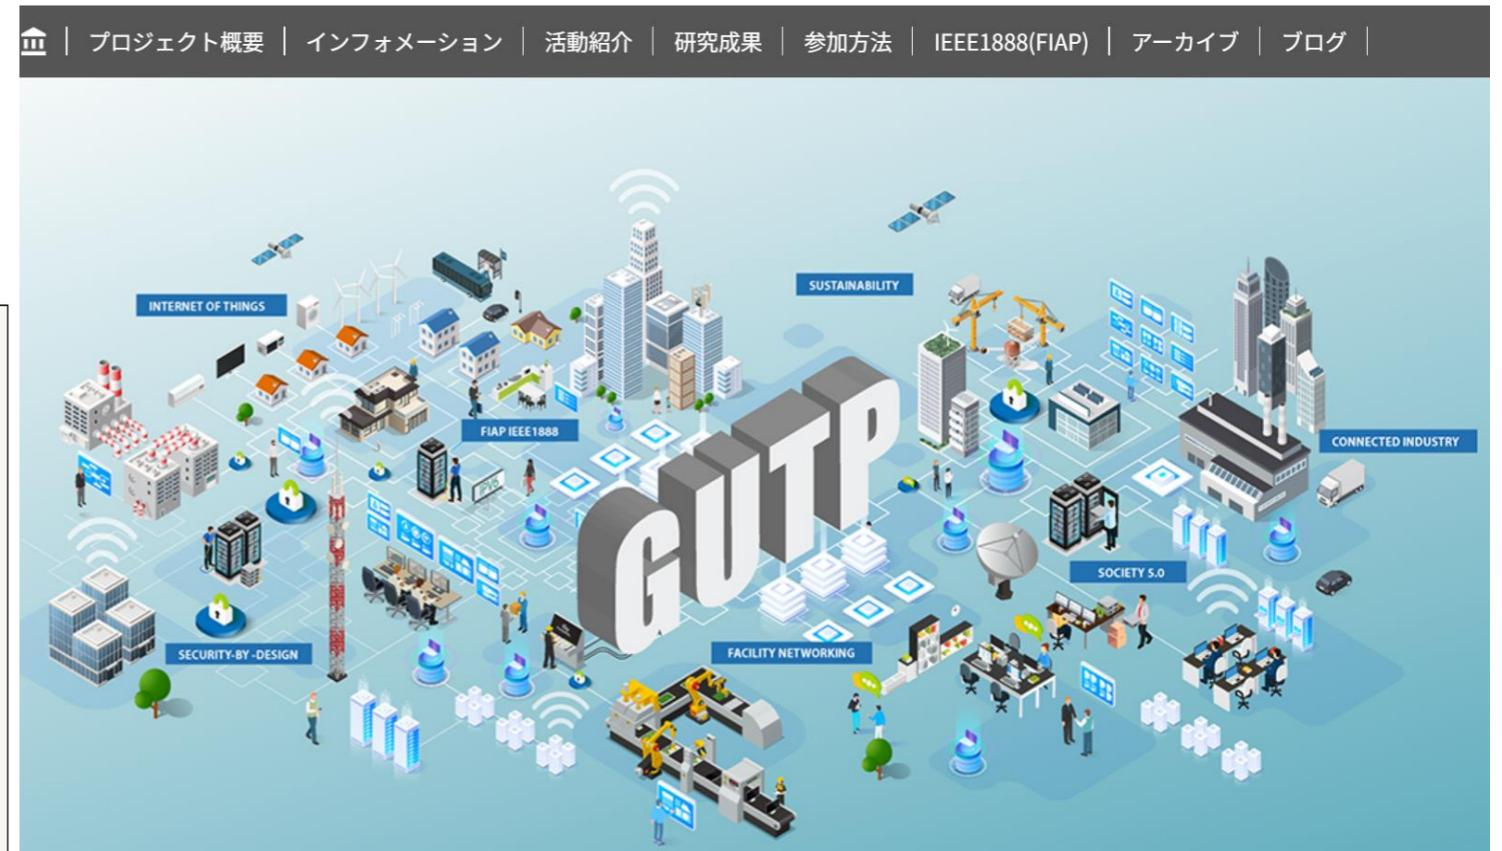 プロジェクト概要 | インフォメーション | 活動紹介 | 研究成果 | 参加方法 | IEEE1888(FIAP) | アーカイブ | ブログ |
SUSTAINABILITY
INTERNET OF THINGS
FIAP IEEE1888
CONNECTED INDUSTRY
IPV6
GUTP
SOCIETY 5.0
SECURITY-BY -DESIGN
FACILITY NETWORKING